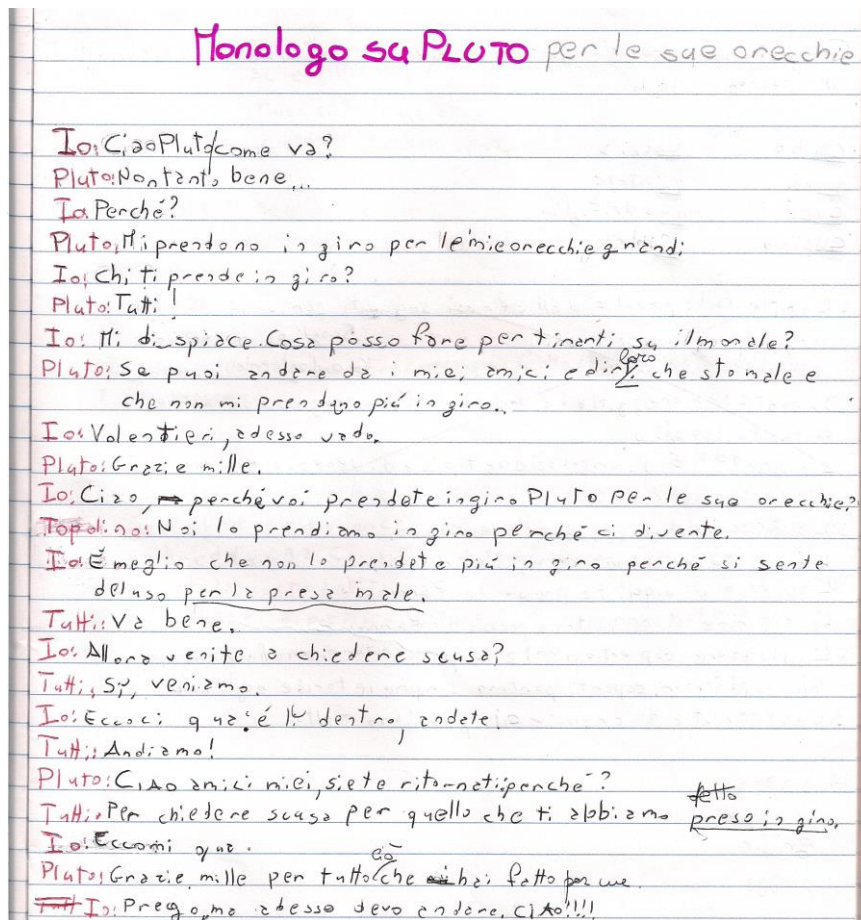 Monologo su PLUTO per le sue orecchie
Io: Ciao Pluto, come va?
Pluto: Non tanto bene...
Io: Perché?
Pluto: Mi prendono in giro per le mie orecchie grandi
Io: Chi ti prende in giro?
Pluto: Tutti!
Io: Mi dispiace. Cosa posso fare per tirarti su il morale?
Pluto: Se puoi andare da i miei amici e dir loro che sto male e
che non mi prendano più in giro..
Io: Volentieri, adesso vado.
Pluto: Grazie mille.
Io: Ciao, perché voi prendete in giro Pluto per le sue orecchie?
Topolino: Noi lo prendiamo in giro perché ci diverte.
Io: É meglio che non lo prendete piú in giro perché si sente
deluso per la presa male.
Tutti: Va bene.
Io: Allora venite a chiedere scusa?
Tutti: Sì, veniamo.
Io: Eccoci qua: é lì dentro, andate.
Tutti: Andiamo!
Pluto: CIAO amici miei, siete ritornati; perché?
Tutti: Per chiedere scusa per quello che ti abbiamo fatto preso in giro.
Io: Eccomi qua.
Pluto: Grazie mille per tutto ciò che hai fatto per me.
Io: Prego, ma adesso devo andare. CIAO!!!!